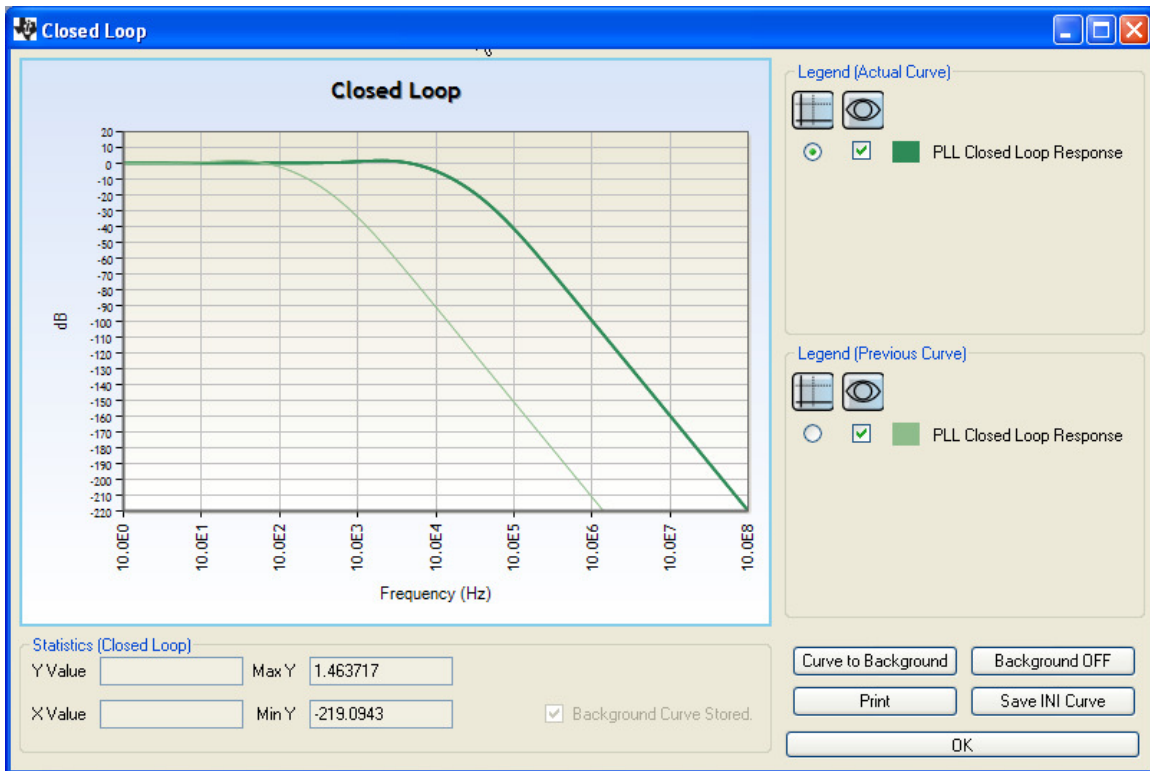 Closed Loop
Closed Loop
20
10
0
-10
-20
-30
-40
-50
-60
-70
-80
-90
-100
-110
-120
-130
-140
-150
-160
-170
-180
-190
-200
-210
-220
dB
10.0E0
10.0E1
10.0E2
10.0E3
10.0E4
10.0E5
10.0E6
10.0E7
10.0E8
Frequency (Hz)
Legend (Actual Curve)
PLL Closed Loop Response
Legend (Previous Curve)
PLL Closed Loop Response
Statistics (Closed Loop)
Y Value
Max Y
1.463717
X Value
Min Y
-219.0943
Background Curve Stored.
Curve to Background
Background OFF
Print
Save INI Curve
OK